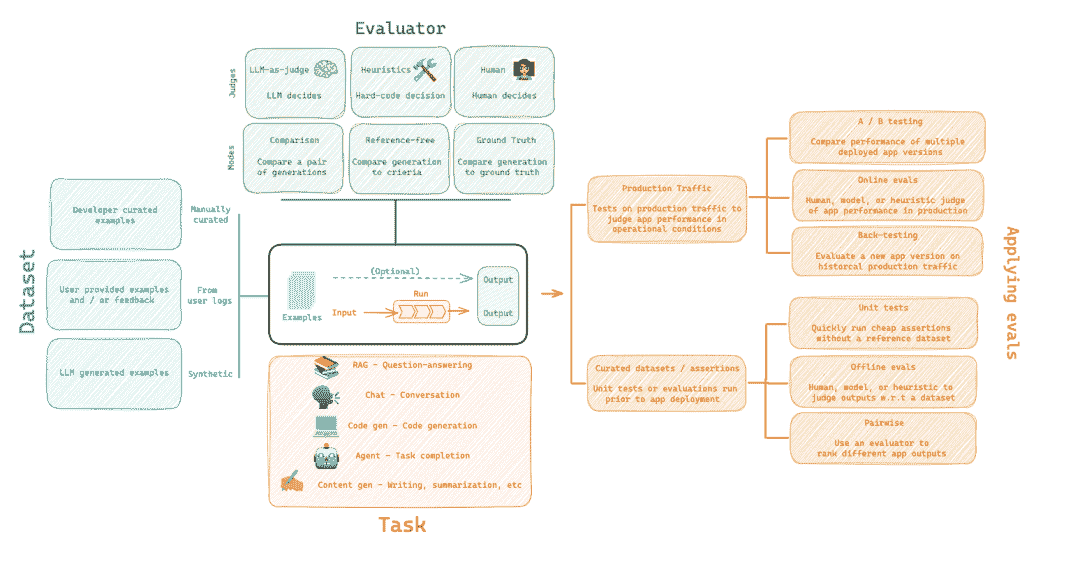 Evaluator
Judges
LLM-as-judge
LLM decides
Heuristics
Hard-code decision
Human
Human decides
Modes
Comparison
Compare a pair
of generations
Reference-free
Compare generation
to crieria
Ground Truth
Compare generation
to ground truth
Dataset
Developer curated
examples
Manually
curated
User provided examples
and / or feedback
From
user logs
LLM generated examples
Synthetic
Examples
(Optional)
Input
Run
Output
Output
RAG - Question-answering
Chat - Conversation
Code gen - Code generation
Agent - Task completion
Content gen - Writing, summarization, etc
Task
Production Traffic
Tests on production traffic to
judge app performance in
operational conditions
A / B testing
Compare performance of multiple
deployed app versions
Online evals
Human, model, or heuristic judge
of app performance in production
Back-testing
Evaluate a new app version on
historcal production traffic
Curated datasets / assertions
Unit tests or evaluations run
prior to app deployment
Unit tests
Quickly run cheap assertions
without a reference dataset
Offline evals
Human, model, or heuristic to
judge outputs w.r.t a dataset
Pairwise
Use an evaluator to
rank different app outputs
Applying evals